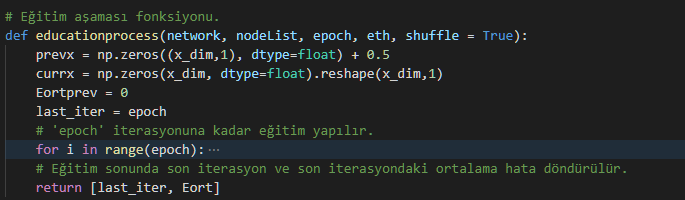 # Eğitim aşaması fonksiyonu.
def educationprocess(network, nodeList, epoch, eth, shuffle = True):
    prevx = np.zeros((x_dim,1), dtype=float) + 0.5
    currx = np.zeros(x_dim, dtype=float).reshape(x_dim,1)
    Eortprev = 0
    last_iter = epoch
    # 'epoch' iterasyonuna kadar eğitim yapılır.
    for i in range(epoch):···
    # Eğitim sonunda son iterasyon ve son iterasyondaki ortalama hata döndürülür.
    return [last_iter, Eort]